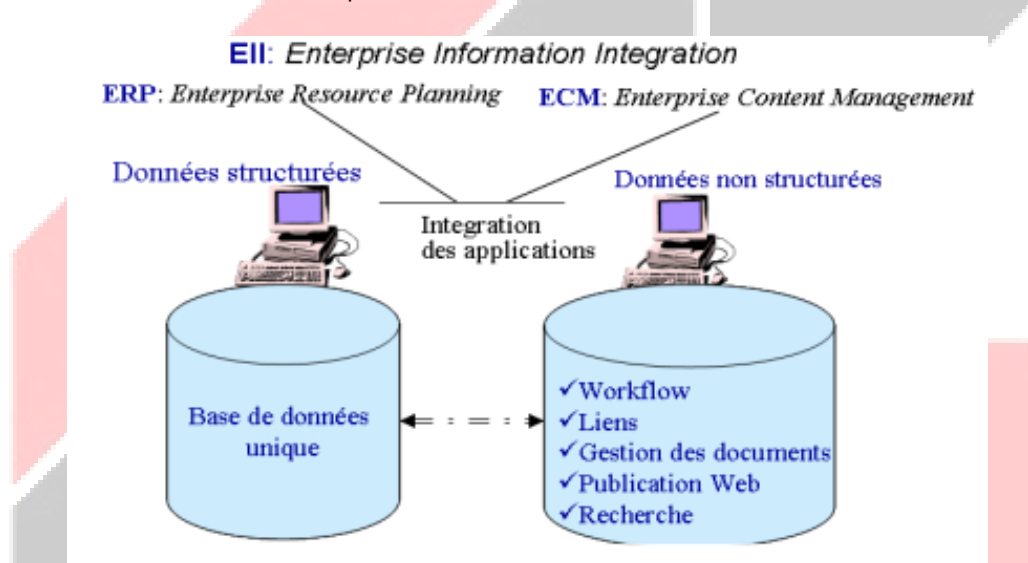 EII: Enterprise Information Integration
ERP: Enterprise Resource Planning
ECM: Enterprise Content Management
Données structurées
Données non structurées
Integration
des applications
Base de données
unique
✓Workflow
✓Liens
✓Gestion des documents
✓Publication Web
✓Recherche